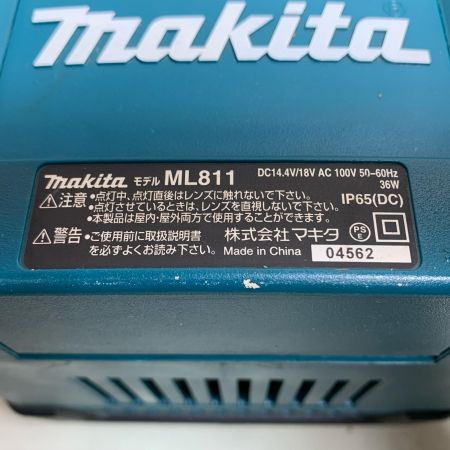 makita
makita モデル ML811 DC14.4V/18V AC 100V 50-60Hz
36W
⚠注意 •点灯中、点灯直後はレンズに触れないで下さい。 IP65(DC)
•点灯させているときは、レンズを直視しないで下さい。
•本製品は屋内・屋外両方で使用することができます。
⚠警告 •ご使用前に取扱説明書 株式会社 マキタ PSE
を必ずよくお読み下さい。 Made in China 04562